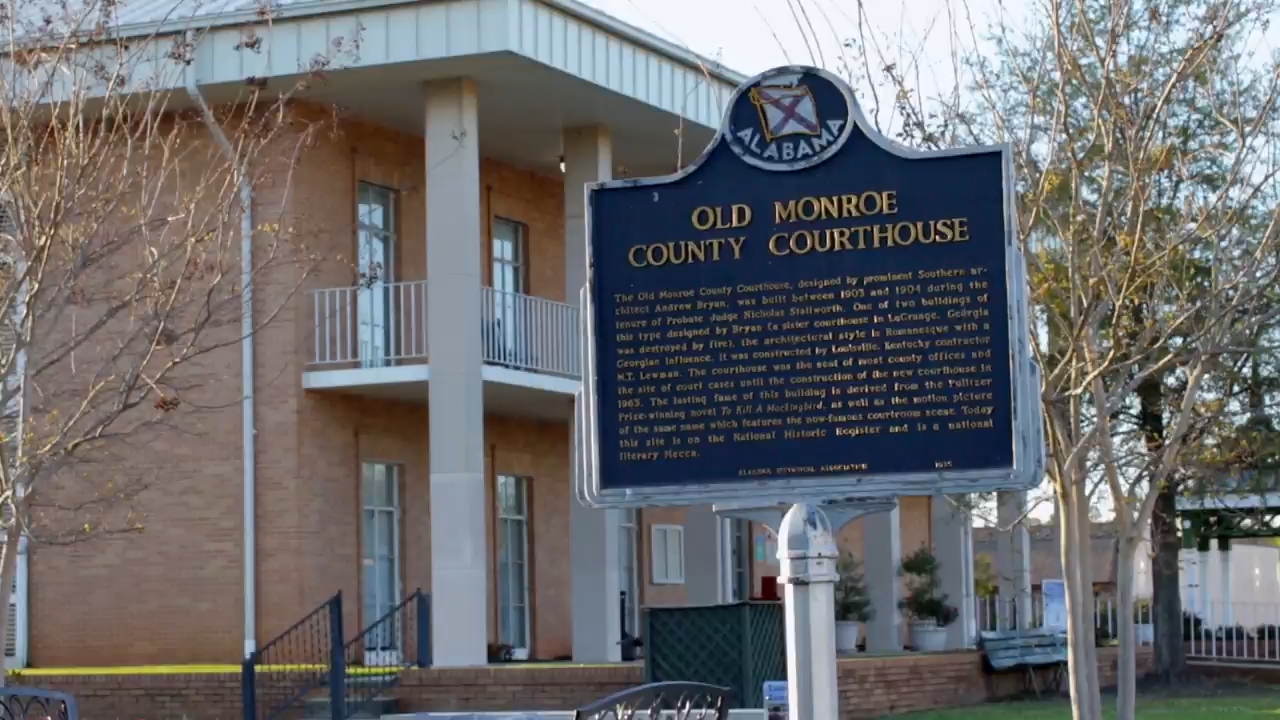 ALABAMA
3
OLD MONROE
COUNTY COURTHOUSE
The Old Monroe County Courthouse, designed by prominent Southern ar-
chitect Andrew Bryan, was built between 1903 and 1904 during the
tenure of Probate Judge Nicholas Stallworth. One of two buildings of
this type designed by Bryan (a sister courthouse in LaGrange, Georgia
was destroyed by fire), the architectural style is Romanesque with a
Georgian influence. It was constructed by Louisville, Kentucky contractor
M.T. Lewman. The courthouse was the seat of most county offices and
the site of court cases until the construction of the new courthouse in
1963. The lasting fame of this building is derived from the Pulitzer
Prize-winning novel To Kill A Mockingbird, as well as the motion picture
of the same name which features the now-famous courtroom scene. Today
this site is on the National Historic Register and is a national
literary Mecca.
ALABAMA HISTORICAL ASSOCIATION